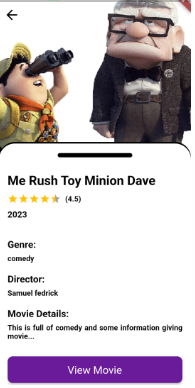 Me Rush Toy Minion Dave
(4.5)
2023
Genre:
comedy
Director:
Samuel fedrick
Movie Details:
This is full of comedy and some information giving
movie...
View Movie